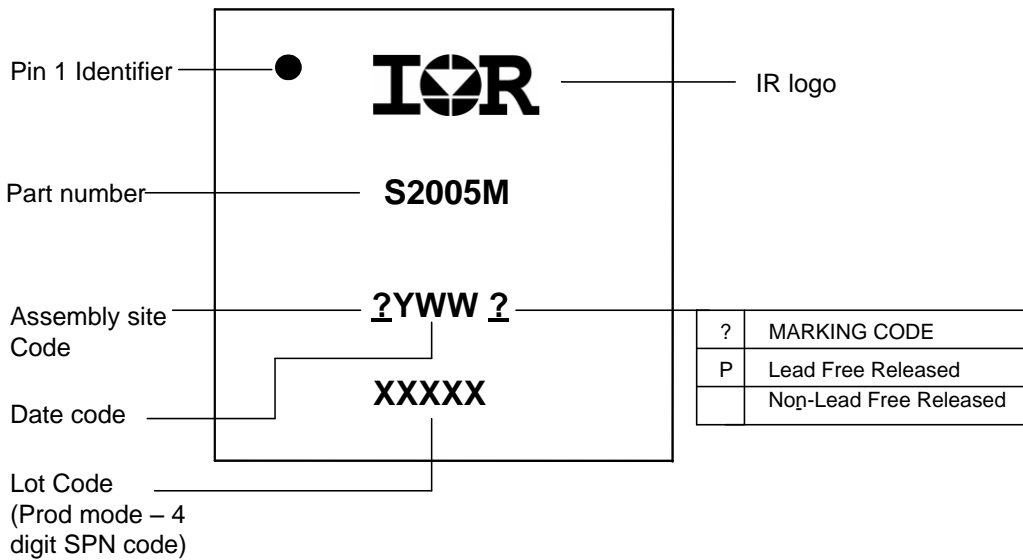 Pin 1 Identifier
IOR
IR logo
Part number
S2005M
Assembly site
Code
?YWW ?
? MARKING CODE
P Lead Free Released
Non-Lead Free Released
Date code
XXXXX
Lot Code
(Prod mode – 4
digit SPN code)